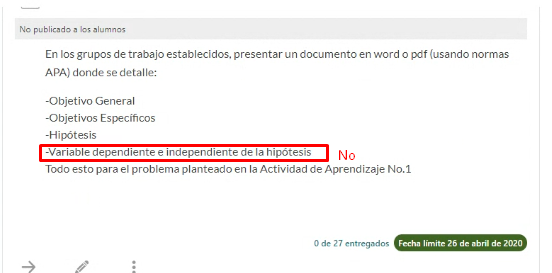 No publicado a los alumnos
En los grupos de trabajo establecidos, presentar un documento en word o pdf (usando normas
APA) donde se detalle:
-Objetivo General
-Objetivos Específicos
-Hipótesis
-Variable dependiente e independiente de la hipótesis No
Todo esto para el problema planteado en la Actividad de Aprendizaje No.1
0 de 27 entregados Fecha límite 26 de abril de 2020